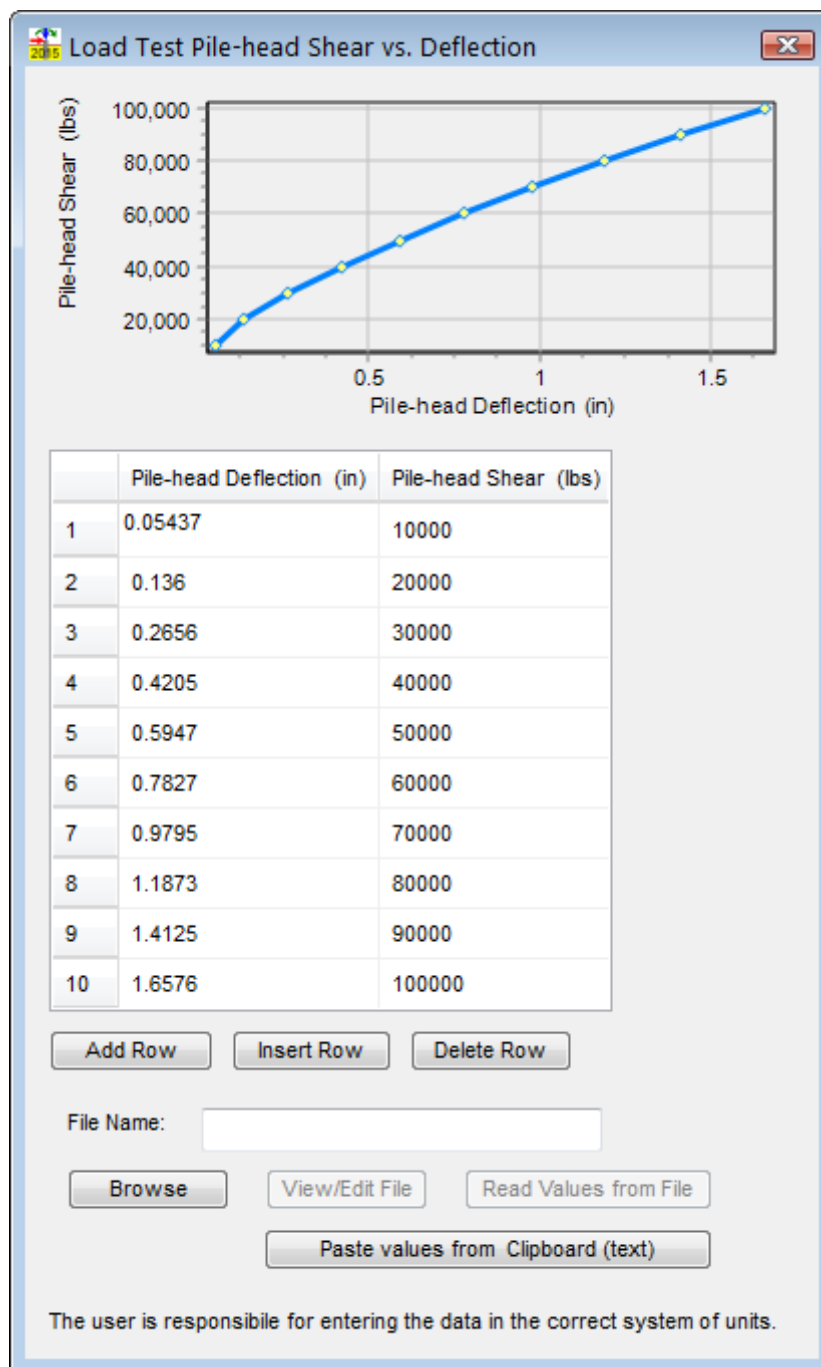 2015 Load Test Pile-head Shear vs. Deflection
Pile-head Shear (lbs)
100,000
80,000
60,000
40,000
20,000
0.5 1 1.5
Pile-head Deflection (in)
Pile-head Deflection (in) Pile-head Shear (lbs)
1 0.05437 10000
2 0.136 20000
3 0.2656 30000
4 0.4205 40000
5 0.5947 50000
6 0.7827 60000
7 0.9795 70000
8 1.1873 80000
9 1.4125 90000
10 1.6576 100000
Add Row Insert Row Delete Row
File Name:
Browse View/Edit File Read Values from File
Paste values from Clipboard (text)
The user is responsibile for entering the data in the correct system of units.